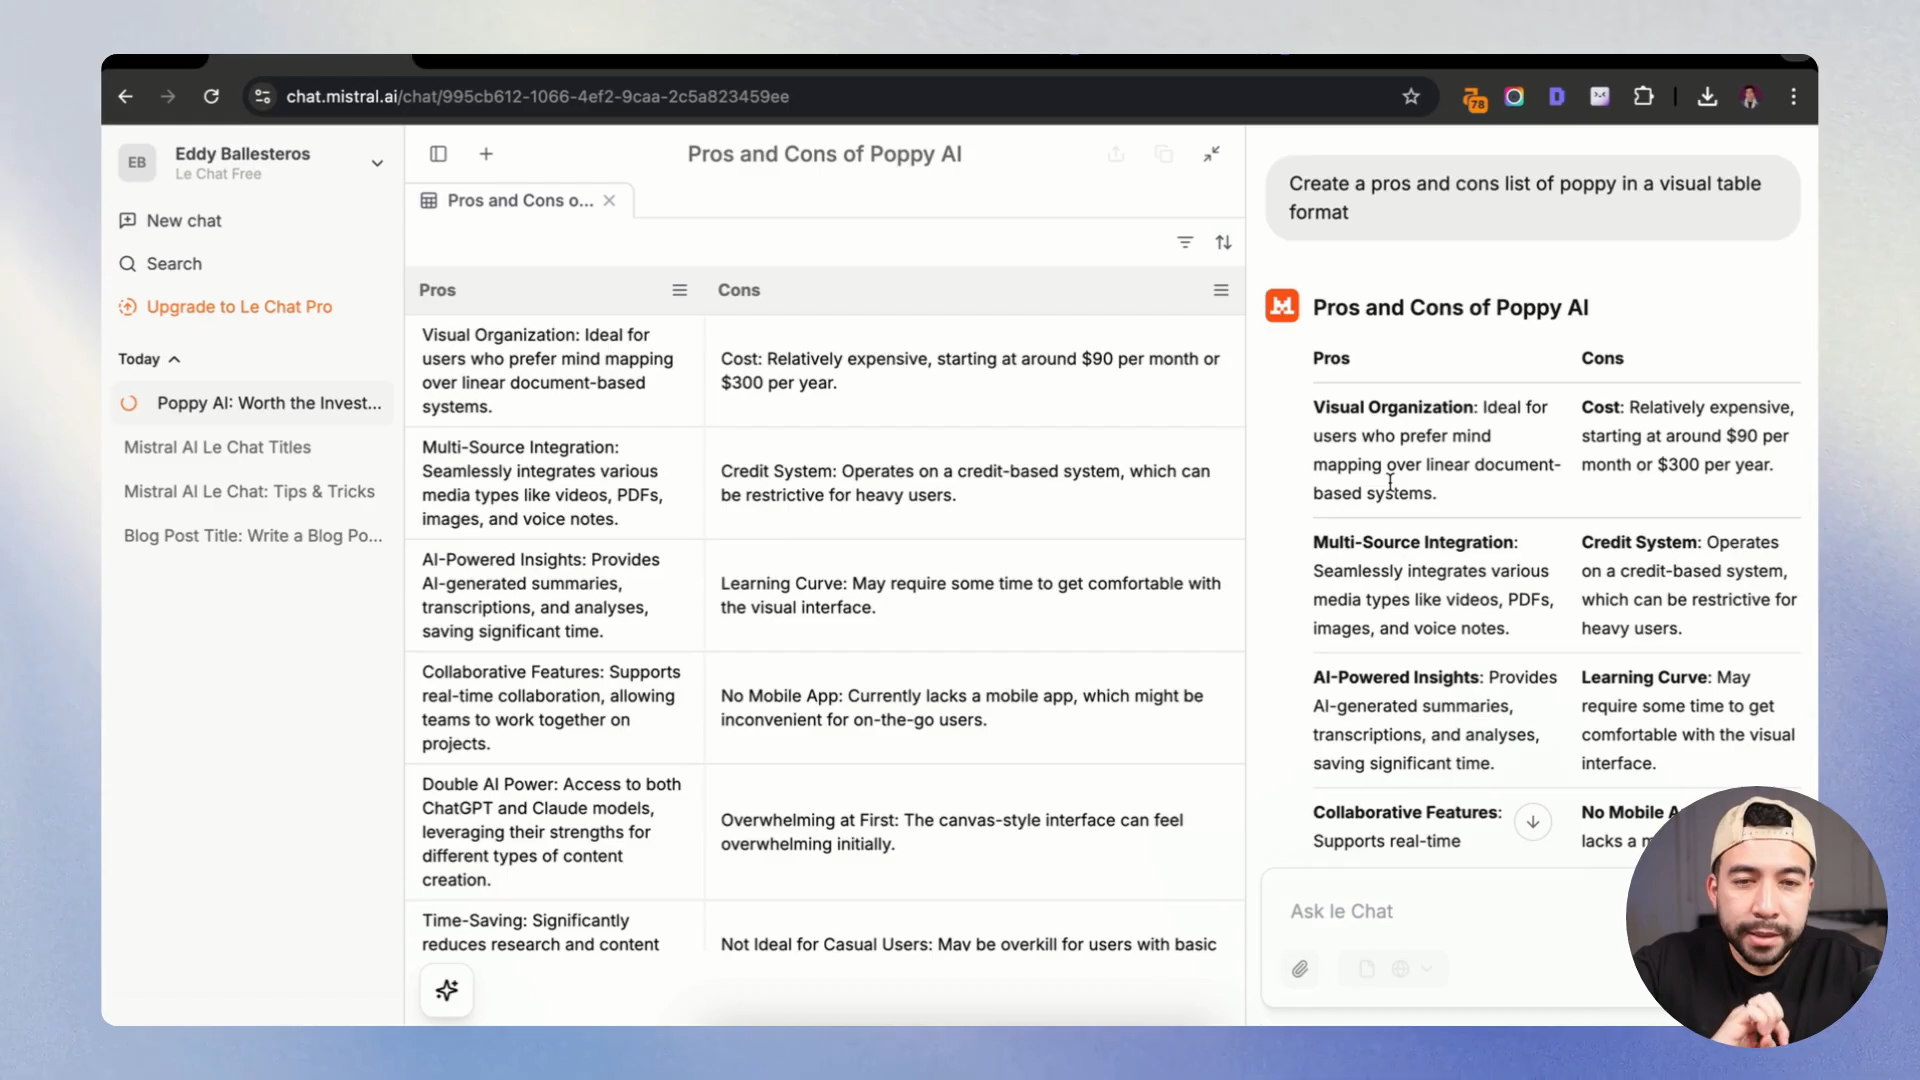 chat.mistral.ai/chat/995cb612-1066-4ef2-9caa-2c5a823459ee
78
D
EB
Eddy Ballesteros
Le Chat Free
New chat
Search
Upgrade to Le Chat Pro
Today
Poppy AI: Worth the Invest...
Mistral AI Le Chat Titles
Mistral AI Le Chat: Tips & Tricks
Blog Post Title: Write a Blog Po...
Pros and Cons of Poppy AI
Pros and Cons o...
Pros
Cons
Visual Organization: Ideal for
users who prefer mind mapping
over linear document-based
systems.
Cost: Relatively expensive, starting at around $90 per month or
$300 per year.
Multi-Source Integration:
Seamlessly integrates various
media types like videos, PDFs,
images, and voice notes.
Credit System: Operates on a credit-based system, which can
be restrictive for heavy users.
AI-Powered Insights: Provides
AI-generated summaries,
transcriptions, and analyses,
saving significant time.
Learning Curve: May require some time to get comfortable with
the visual interface.
Collaborative Features: Supports
real-time collaboration, allowing
teams to work together on
projects.
No Mobile App: Currently lacks a mobile app, which might be
inconvenient for on-the-go users.
Double AI Power: Access to both
ChatGPT and Claude models,
leveraging their strengths for
different types of content
creation.
Overwhelming at First: The canvas-style interface can feel
overwhelming initially.
Time-Saving: Significantly
reduces research and content
Not Ideal for Casual Users: May be overkill for users with basic
Create a pros and cons list of poppy in a visual table
format
Pros and Cons of Poppy AI
Pros
Cons
Visual Organization: Ideal for
users who prefer mind
mapping over linear document-
based systems.
Cost: Relatively expensive,
starting at around $90 per
month or $300 per year.
Multi-Source Integration:
Seamlessly integrates various
media types like videos, PDFs,
images, and voice notes.
Credit System: Operates
on a credit-based system,
which can be restrictive for
heavy users.
AI-Powered Insights: Provides
AI-generated summaries,
transcriptions, and analyses,
saving significant time.
Learning Curve: May
require some time to get
comfortable with the visual
interface.
Collaborative Features:
Supports real-time
No Mobile A
lacks a m
Ask le Chat